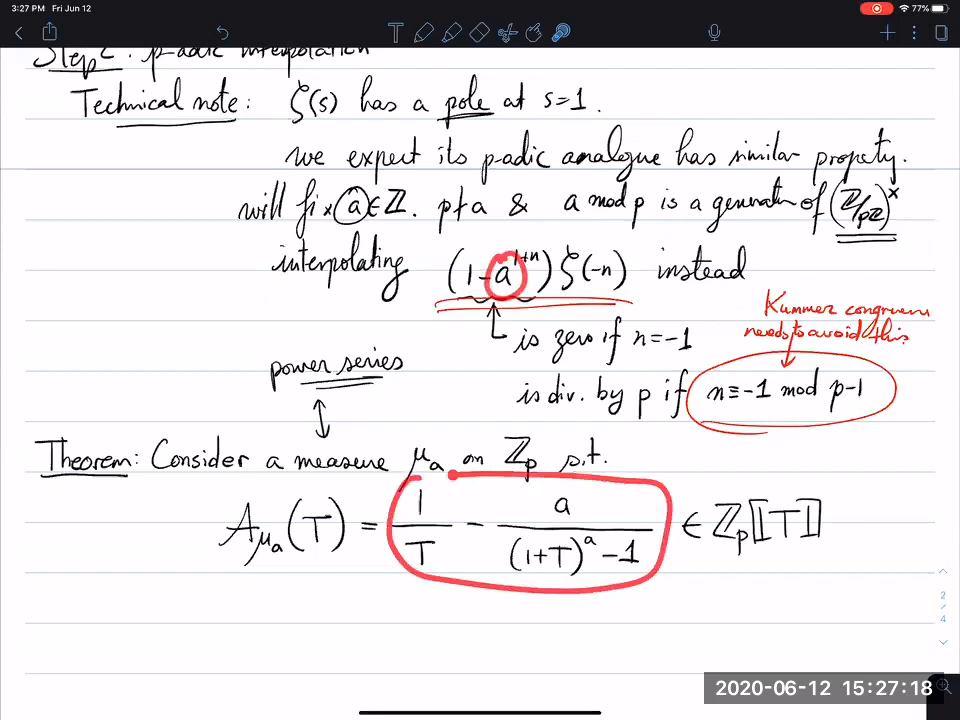 3:27 PM Fri Jun 12
77%
Step 2: p-adic interpolation
Technical note: ζ(s) has a pole at s=1.
we expect its p-adic analogue has similar property.
will fix a ∈ ℤ. p∤a & a mod p is a generator of (ℤ/pℤ)^×
interpolating (1-a^{1+n}) ζ(-n) instead
Kummer congruence
needs to avoid this
is zero if n=-1
power series
is div. by p if n≡-1 mod p-1
Theorem: Consider a measure μ_a on ℤ_p s.t.
A_{μ_a}(T) = 1/T - a/((1+T)^a -1) ∈ ℤ_p[[T]]
2
/
4
2020-06-12 15:27:18